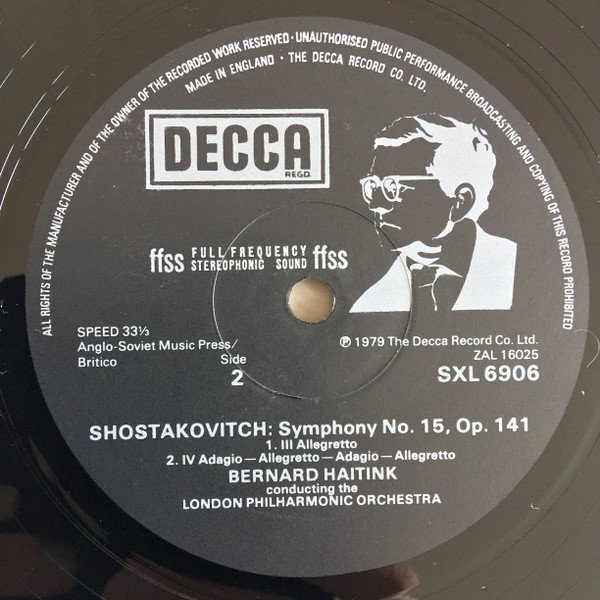 ALL RIGHTS OF THE MANUFACTURER AND OF THE OWNER OF THE RECORDED WORK RESERVED · UNAUTHORISED PUBLIC PERFORMANCE BROADCASTING AND COPYING OF THIS RECORD PROHIBITED
MADE IN ENGLAND · THE DECCA RECORD CO. LTD.
DECCA
REGD.
ffss FULL FREQUENCY STEREOPHONIC SOUND ffss
SPEED 33⅓
Anglo-Soviet Music Press/
Britico
Side
2
℗ 1979 The Decca Record Co. Ltd.
ZAL 16025
SXL 6906
SHOSTAKOVITCH: Symphony No. 15, Op. 141
1. III Allegretto
2. IV Adagio — Allegretto — Adagio — Allegretto
BERNARD HAITINK
conducting the
LONDON PHILHARMONIC ORCHESTRA